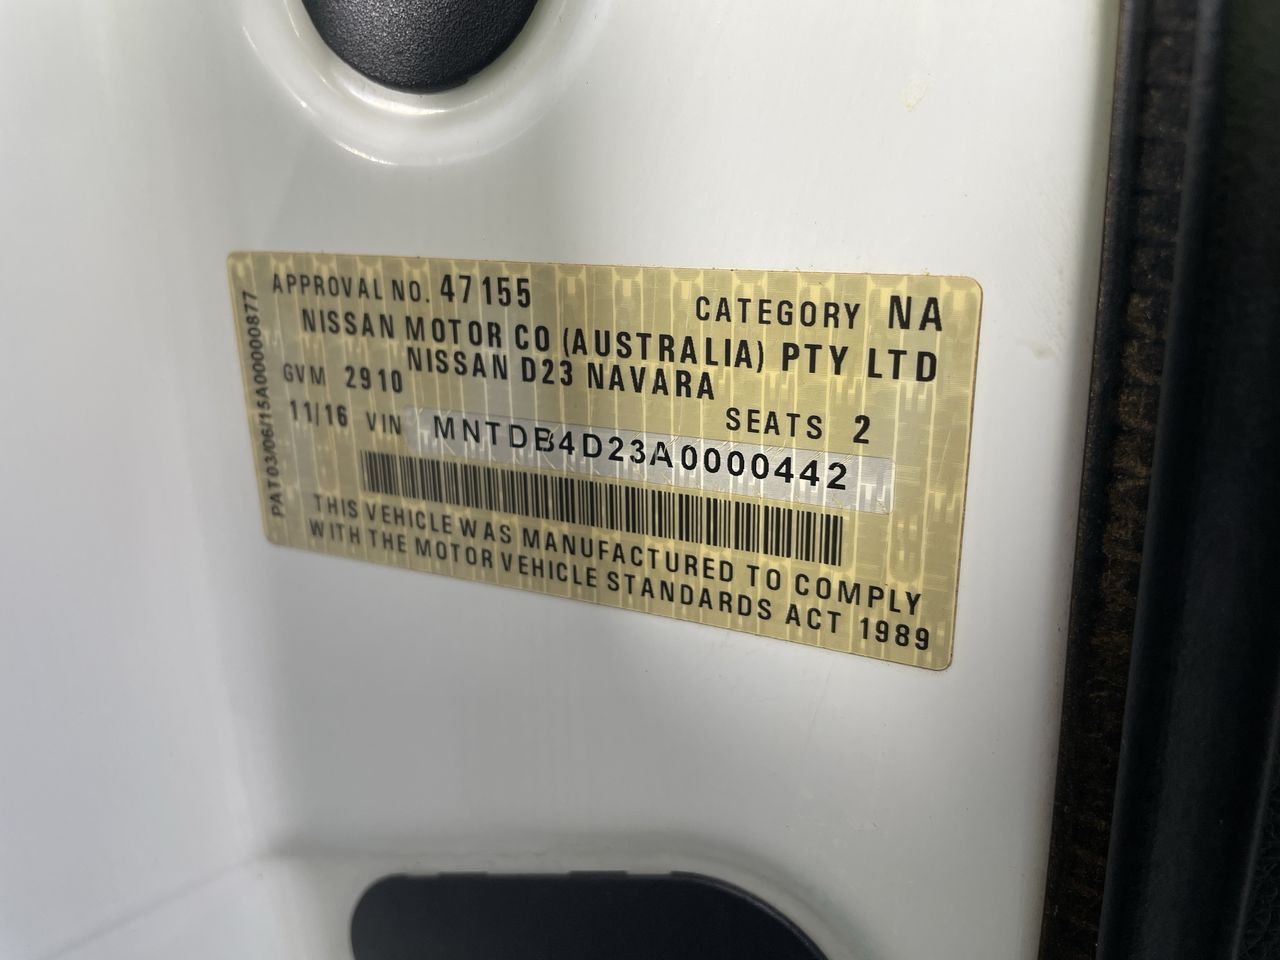 APPROVAL NO. 47155 CATEGORY NA
NISSAN MOTOR CO (AUSTRALIA) PTY LTD
NISSAN D23 NAVARA
GVM 2910 SEATS 2
11/16 VIN MNTDB4D23A0000442
THIS VEHICLE WAS MANUFACTURED TO COMPLY
WITH THE MOTOR VEHICLE STANDARDS ACT 1989
PAT03/06/15A00000877